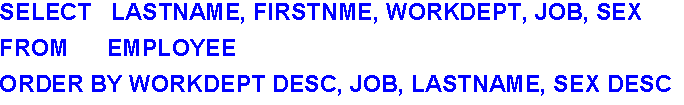 SELECT LASTNAME, FIRSTNME, WORKDEPT, JOB, SEX
FROM EMPLOYEE
ORDER BY WORKDEPT DESC, JOB, LASTNAME, SEX DESC